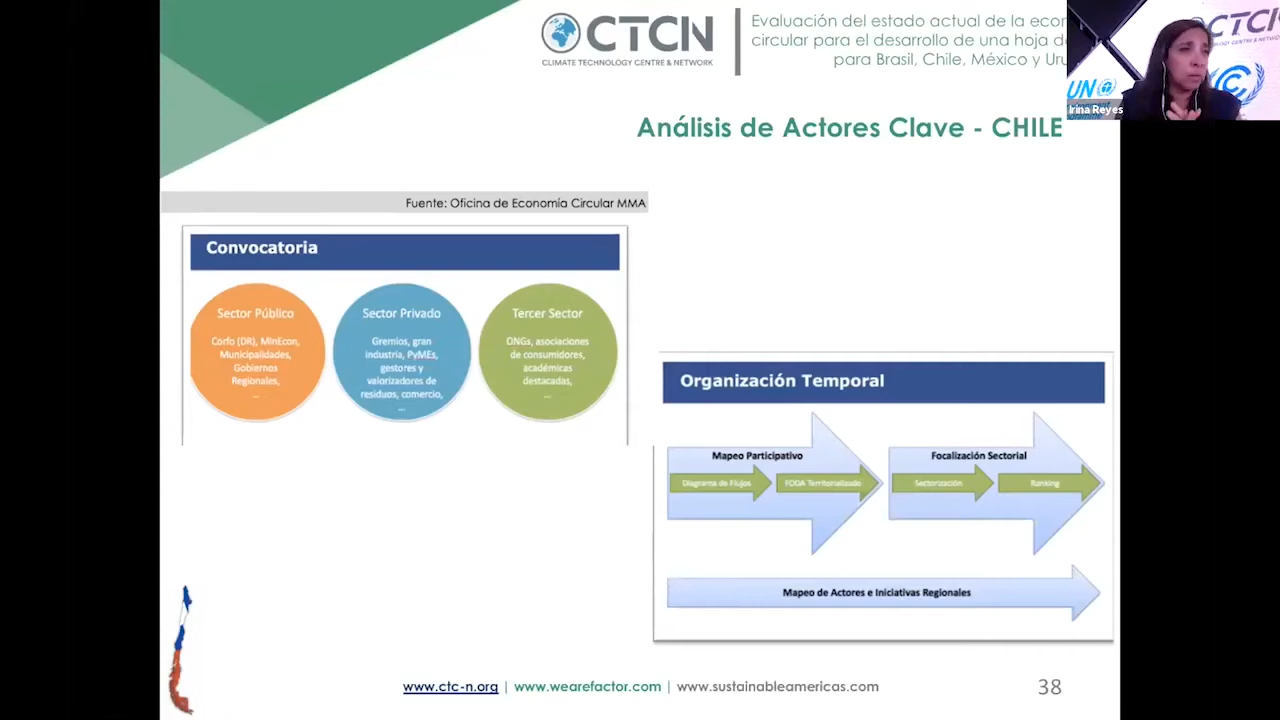 CTCN
CLIMATE TECHNOLOGY CENTRE & NETWORK
Evaluación del estado actual de la
circular para el desarrollo de una hoja
para Brasil, Chile, México y
CTCN
UN
Irina Reyes
Análisis de Actores Clave - CHILE
Fuente: Oficina de Economía Circular MMA
Convocatoria
Sector Público
Corfo (DR), MinEcon,
Municipalidades,
Gobiernos
Regionales,
...
Sector Privado
Gremios, gran
industria, PyMEs,
gestores y
valorizadores de
residuos, comercio,
...
Tercer Sector
ONGs, asociaciones
de consumidores,
académicas
destacadas,
...
Organización Temporal
Mapeo Participativo
Diagrama de Flujos
FODA Territorializado
Focalización Sectorial
Sectorización
Ranking
Mapeo de Actores e Iniciativas Regionales
www.ctc-n.org | www.wearefactor.com | www.sustainableamericas.com
38